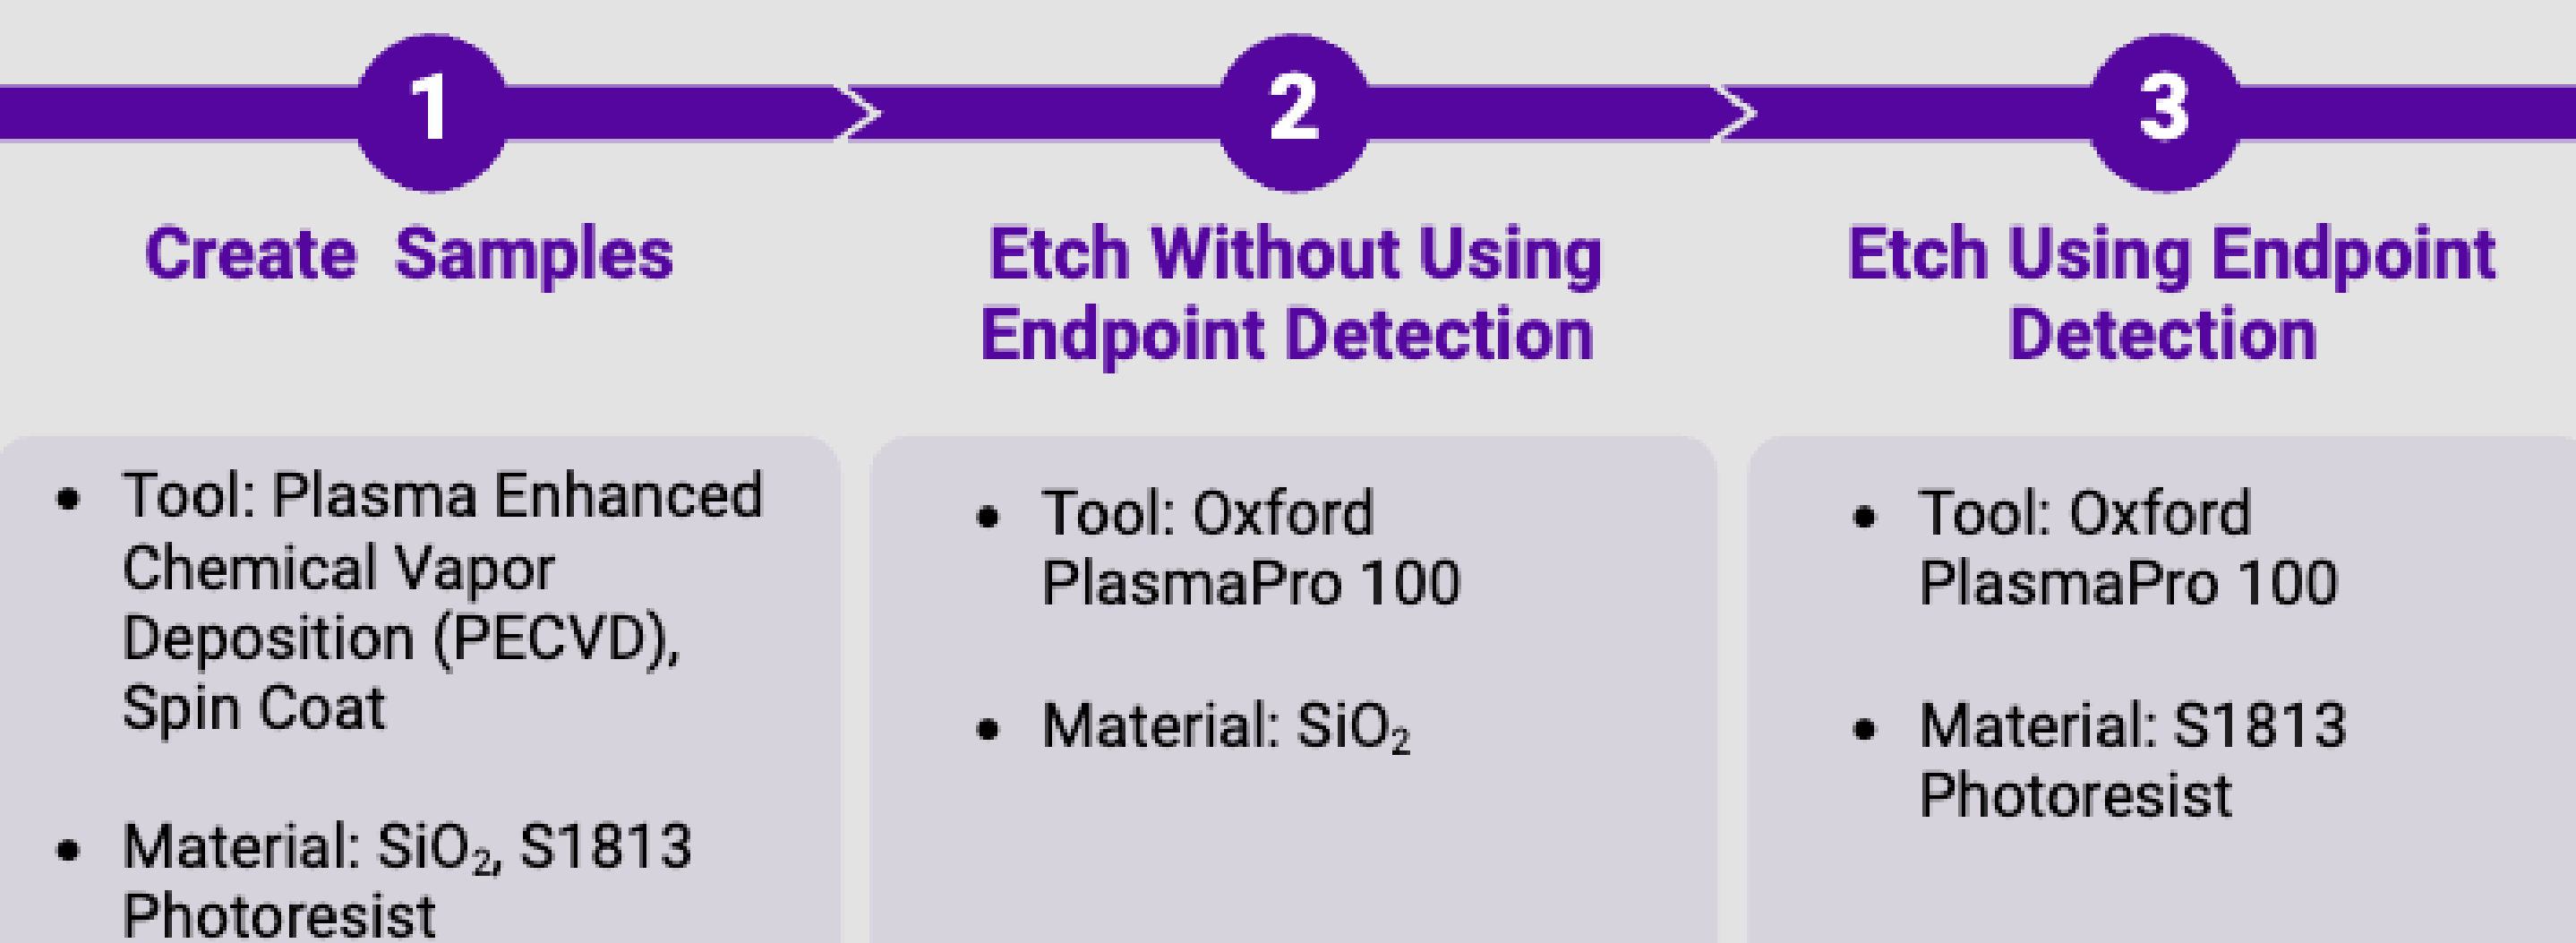 1
Create Samples
• Tool: Plasma Enhanced
Chemical Vapor
Deposition (PECVD),
Spin Coat
• Material: SiO₂, S1813
Photoresist
2
Etch Without Using
Endpoint Detection
• Tool: Oxford
PlasmaPro 100
• Material: SiO₂
3
Etch Using Endpoint
Detection
• Tool: Oxford
PlasmaPro 100
• Material: S1813
Photoresist